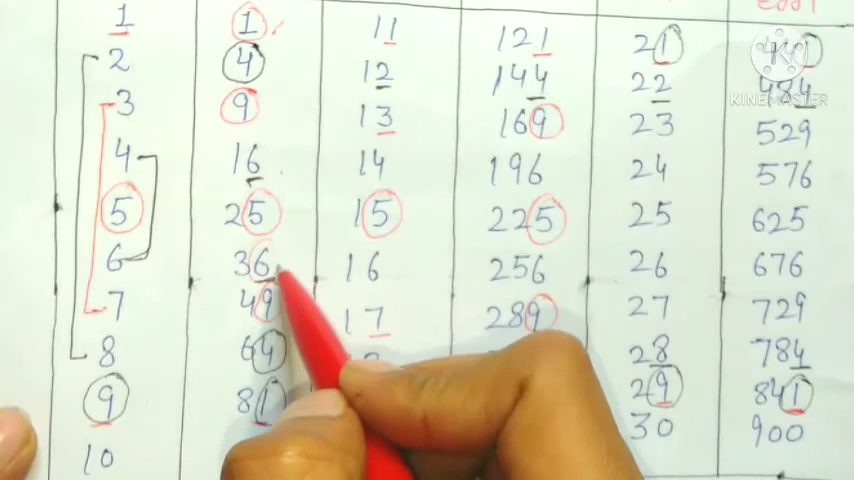 1 1 11 121 21 441
2 4 12 144 22 484
3 9 13 169 23 529
4 16 14 196 24 576
5 25 15 225 25 625
6 36 16 256 26 676
7 49 17 289 27 729
8 64 28 784
9 81 29 841
10 30 900
KINEMASTER